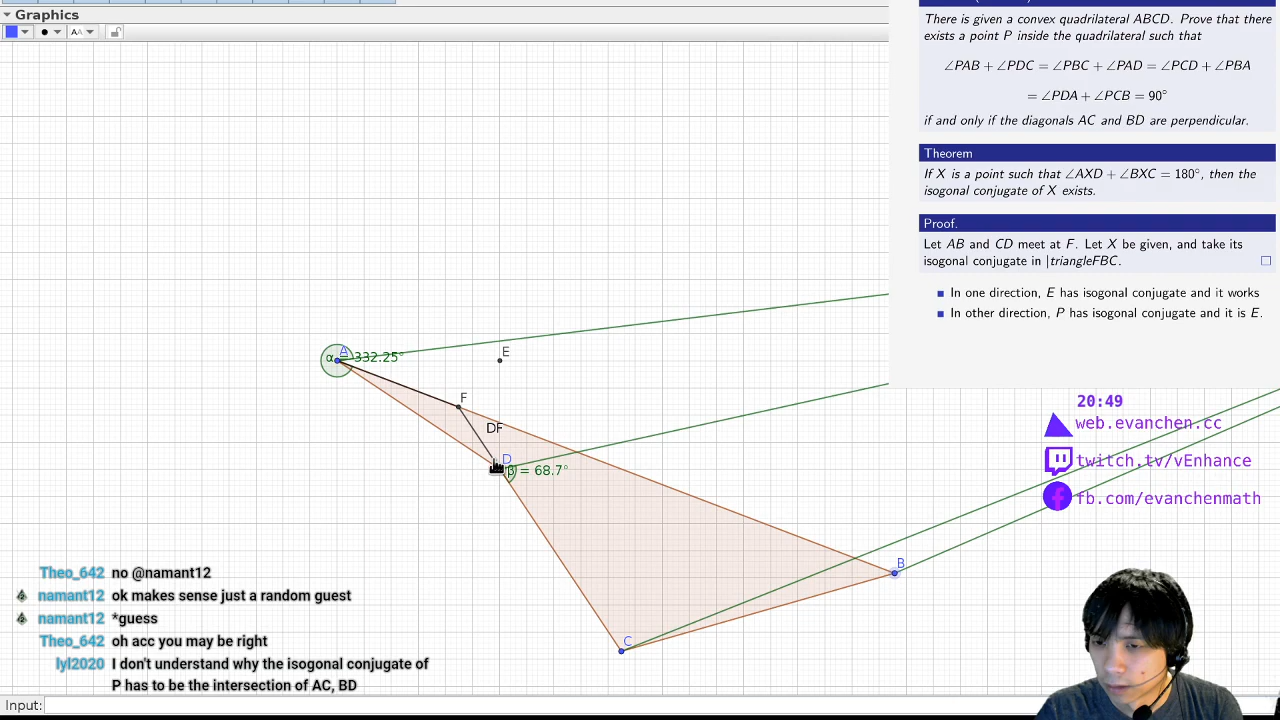 Graphics
There is given a convex quadrilateral ABCD. Prove that there
exists a point P inside the quadrilateral such that
∠PAB + ∠PDC = ∠PBC + ∠PAD = ∠PCD + ∠PBA
= ∠PDA + ∠PCB = 90°
if and only if the diagonals AC and BD are perpendicular.
Theorem
If X is a point such that ∠AXD + ∠BXC = 180°, then the
isogonal conjugate of X exists.
Proof.
Let AB and CD meet at F. Let X be given, and take its
isogonal conjugate in |triangleFBC.
In one direction, E has isogonal conjugate and it works
In other direction, P has isogonal conjugate and it is E.
A
α = 332.25°
E
F
DF
D
β = 68.7°
B
C
20:49
web.evanchen.cc
twitch.tv/vEnhance
fb.com/evanchenmath
Theo_642 no @namant12
namant12 ok makes sense just a random guest
namant12 *guess
Theo_642 oh acc you may be right
lyl2020 I don't understand why the isogonal conjugate of
P has to be the intersection of AC, BD
Input: